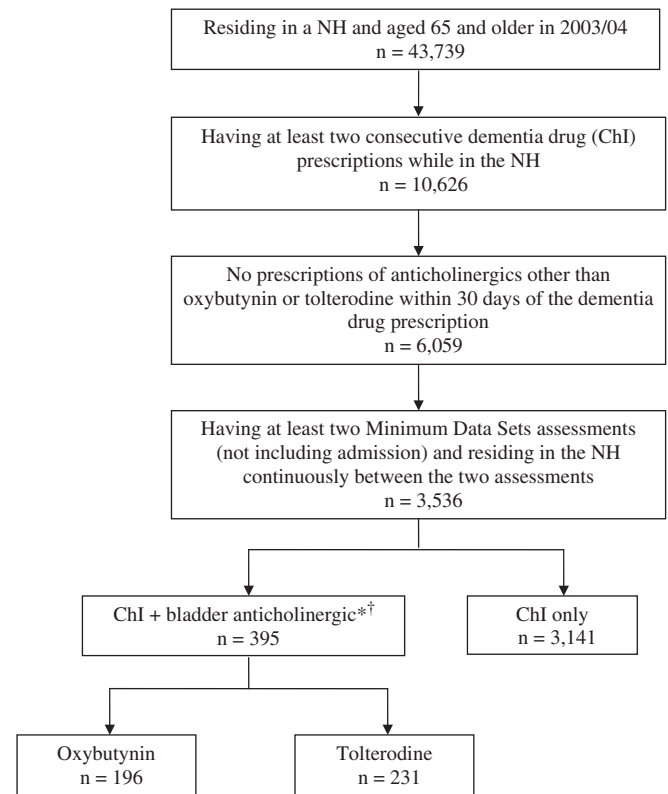 Residing in a NH and aged 65 and older in 2003/04
n = 43,739
Having at least two consecutive dementia drug (ChI)
prescriptions while in the NH
n = 10,626
No prescriptions of anticholinergics other than
oxybutynin or tolterodine within 30 days of the dementia
drug prescription
n = 6,059
Having at least two Minimum Data Sets assessments
(not including admission) and residing in the NH
continuously between the two assessments
n = 3,536
ChI + bladder anticholinergic*†
n = 395
ChI only
n = 3,141
Oxybutynin
n = 196
Tolterodine
n = 231